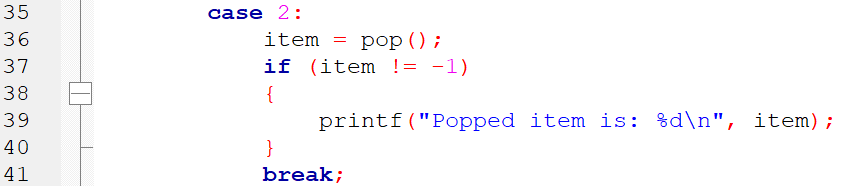 35 case 2:
36 item = pop();
37 if (item != -1)
38 {
39 printf("Popped item is: %d\n", item);
40 }
41 break;